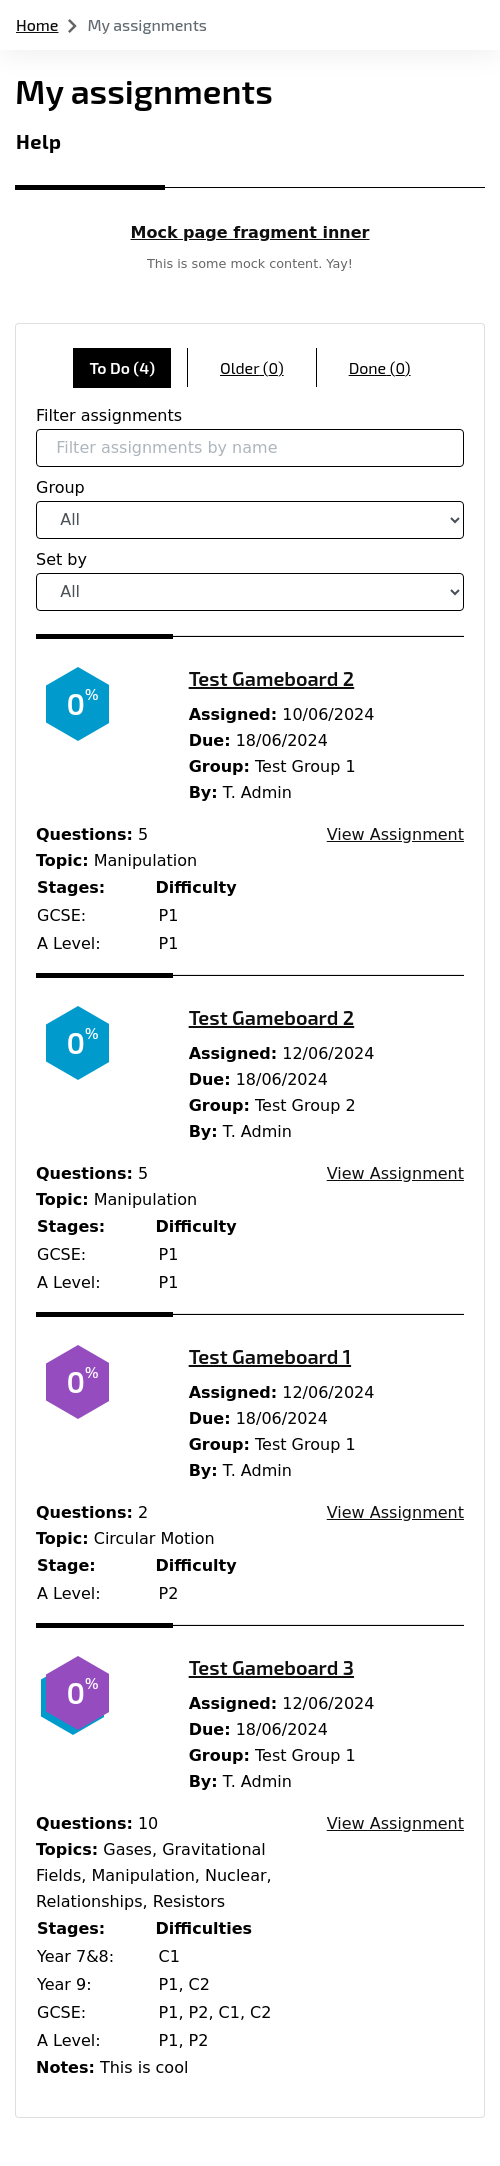 Home > My assignments
My assignments
Help
Mock page fragment inner
This is some mock content. Yay!
To Do (4) Older (0) Done (0)
Filter assignments
Filter assignments by name
Group
All
Set by
All
0%
Test Gameboard 2
Assigned: 10/06/2024
Due: 18/06/2024
Group: Test Group 1
By: T. Admin
Questions: 5 View Assignment
Topic: Manipulation
Stages: Difficulty
GCSE: P1
A Level: P1
0%
Test Gameboard 2
Assigned: 12/06/2024
Due: 18/06/2024
Group: Test Group 2
By: T. Admin
Questions: 5 View Assignment
Topic: Manipulation
Stages: Difficulty
GCSE: P1
A Level: P1
0%
Test Gameboard 1
Assigned: 12/06/2024
Due: 18/06/2024
Group: Test Group 1
By: T. Admin
Questions: 2 View Assignment
Topic: Circular Motion
Stage: Difficulty
A Level: P2
0%
Test Gameboard 3
Assigned: 12/06/2024
Due: 18/06/2024
Group: Test Group 1
By: T. Admin
Questions: 10 View Assignment
Topics: Gases, Gravitational
Fields, Manipulation, Nuclear,
Relationships, Resistors
Stages: Difficulties
Year 7&8: C1
Year 9: P1, C2
GCSE: P1, P2, C1, C2
A Level: P1, P2
Notes: This is cool